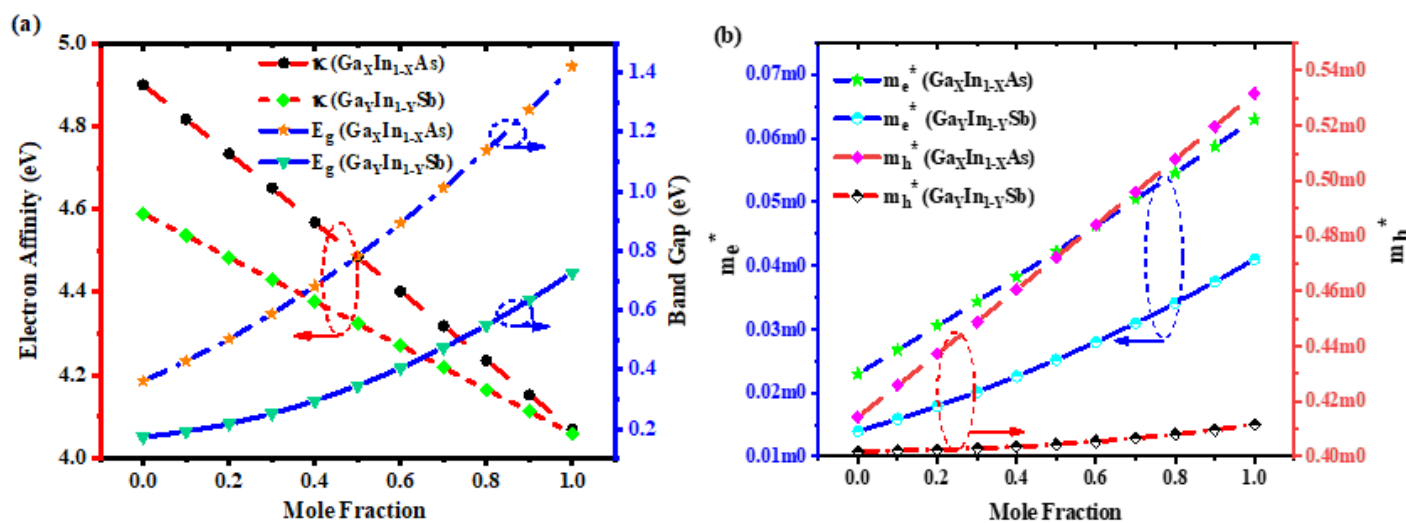 (a)
5.0
4.8
4.6
4.4
4.2
4.0
Electron Affinity (eV)
κ (GaXIn1-XAs)
κ (GaYIn1-YSb)
Eg (GaXIn1-XAs)
Eg (GaYIn1-YSb)
1.4
1.2
1.0
0.8
0.6
0.4
0.2
Band Gap (eV)
0.0 0.2 0.4 0.6 0.8 1.0
Mole Fraction
(b)
0.07m0
0.06m0
0.05m0
0.04m0
0.03m0
0.02m0
0.01m0
me*
me* (GaXIn1-XAs)
me* (GaYIn1-YSb)
mh* (GaXIn1-XAs)
mh* (GaYIn1-YSb)
0.54m0
0.52m0
0.50m0
0.48m0
0.46m0
0.44m0
0.42m0
0.40m0
mh*
0.0 0.2 0.4 0.6 0.8 1.0
Mole Fraction